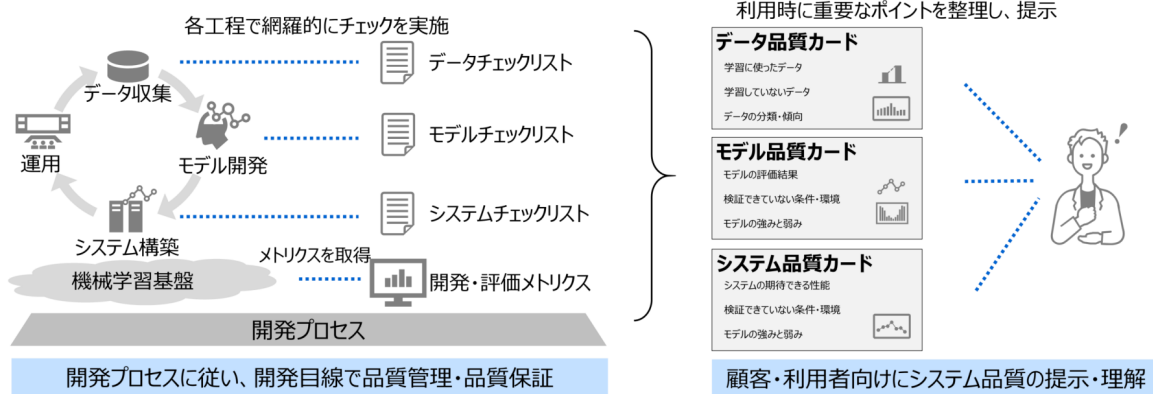 各工程で網羅的にチェックを実施
データ収集
モデル開発
運用
システム構築
機械学習基盤
データチェックリスト
モデルチェックリスト
システムチェックリスト
メトリクスを取得
開発・評価メトリクス
開発プロセス
開発プロセスに従い、開発目線で品質管理・品質保証
利用時に重要なポイントを整理し、提示
データ品質カード
学習に使ったデータ
学習していないデータ
データの分類・傾向
モデル品質カード
モデルの評価結果
検証できていない条件・環境
モデルの強みと弱み
システム品質カード
システムの期待できる性能
検証できていない条件・環境
モデルの強みと弱み
顧客・利用者向けにシステム品質の提示・理解